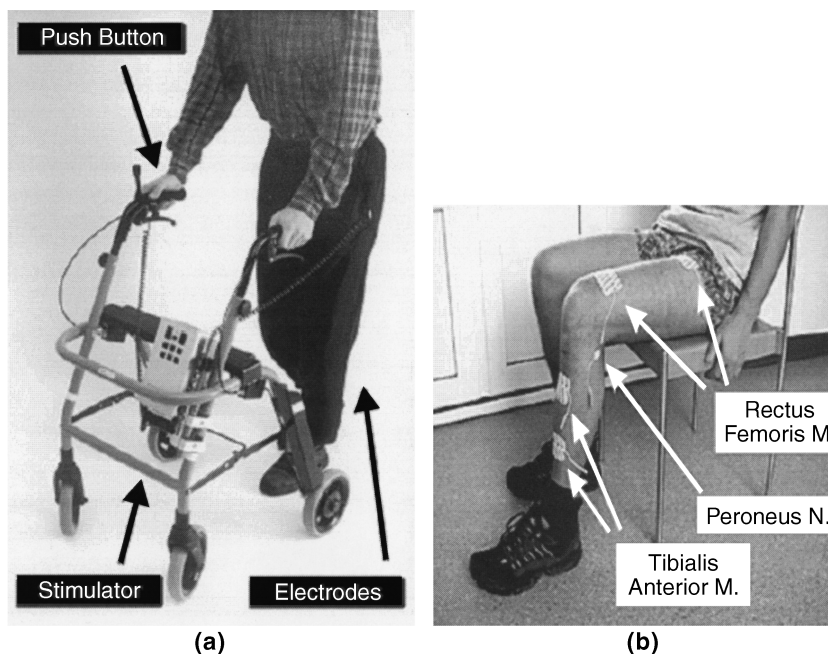 Push Button
Stimulator
Electrodes
(a)
Rectus
Femoris M.
Peroneus N.
Tibialis
Anterior M.
(b)